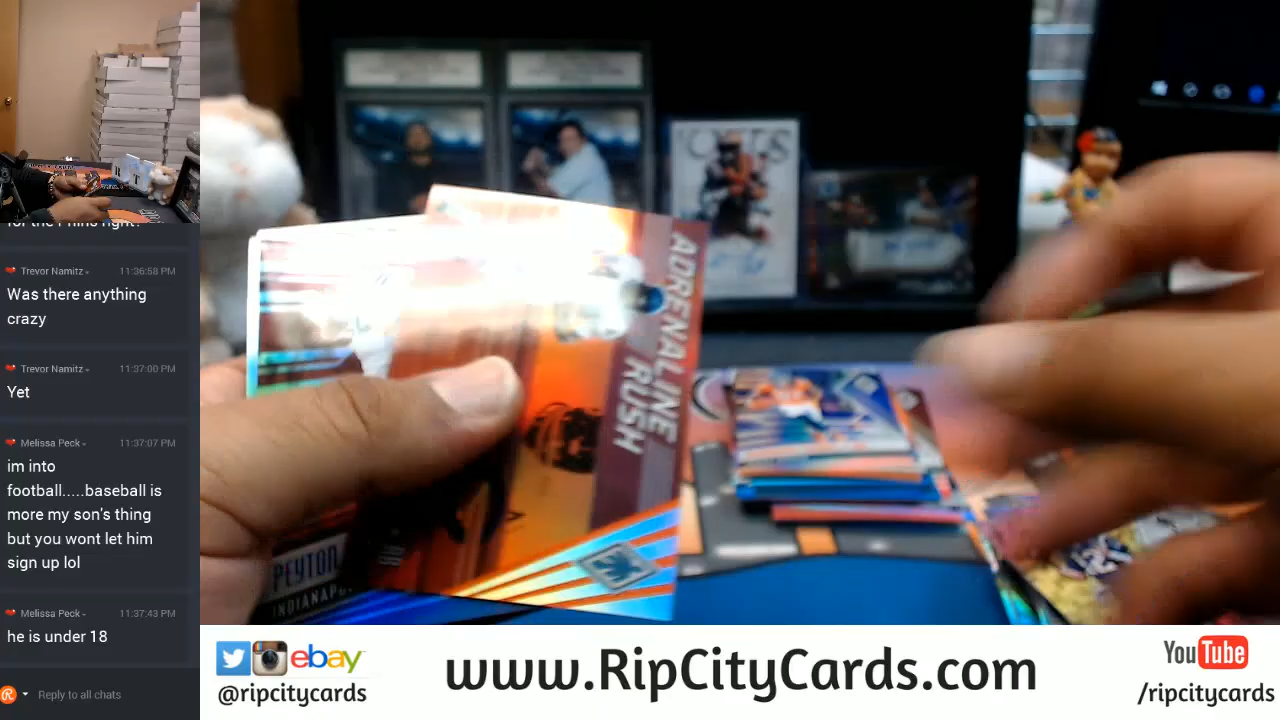 Trevor Namitz 11:36:58 PM
Was there anything
crazy
Trevor Namitz 11:37:00 PM
Yet
Melissa Peck 11:37:07 PM
im into
football.....baseball is
more my son's thing
but you wont let him
sign up lol
Melissa Peck 11:37:43 PM
he is under 18
Reply to all chats
ADRENALINE
RUSH
PEYTON
ebay
@ripcitycards
www.RipCityCards.com
YouTube
/ripcitycards